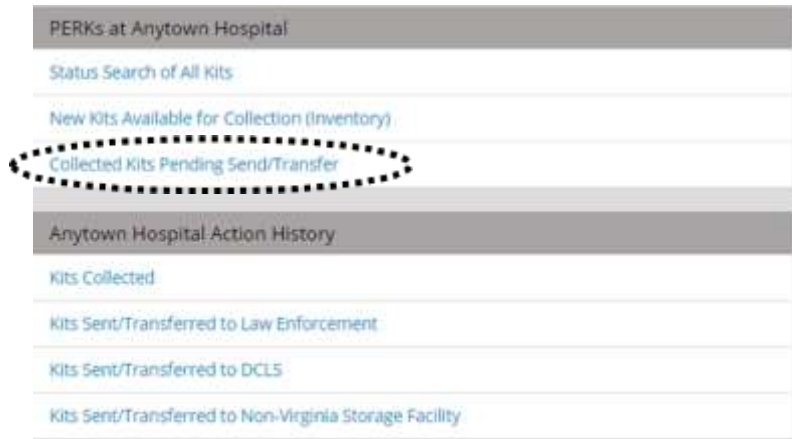 PERKs at Anytown Hospital
Status Search of All Kits
New Kits Available for Collection (Inventory)
Collected Kits Pending Send/Transfer
Anytown Hospital Action History
Kits Collected
Kits Sent/Transferred to Law Enforcement
Kits Sent/Transferred to DCLS
Kits Sent/Transferred to Non-Virginia Storage Facility